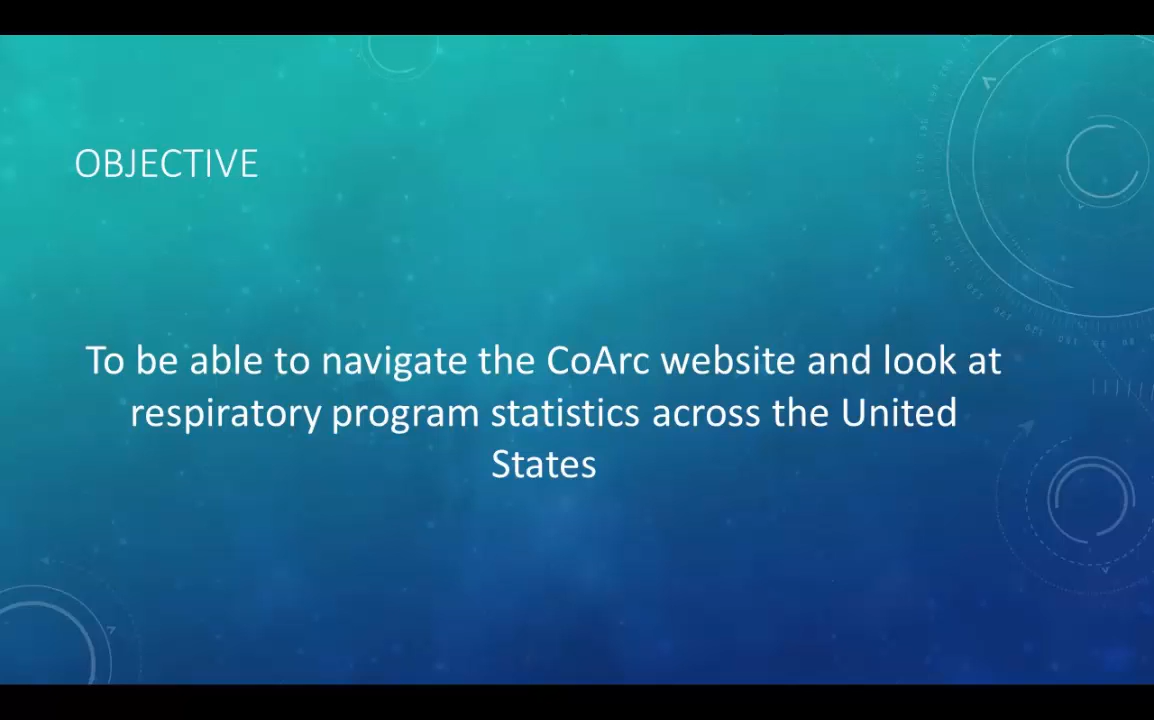 OBJECTIVE
To be able to navigate the CoArc website and look at
respiratory program statistics across the United
States